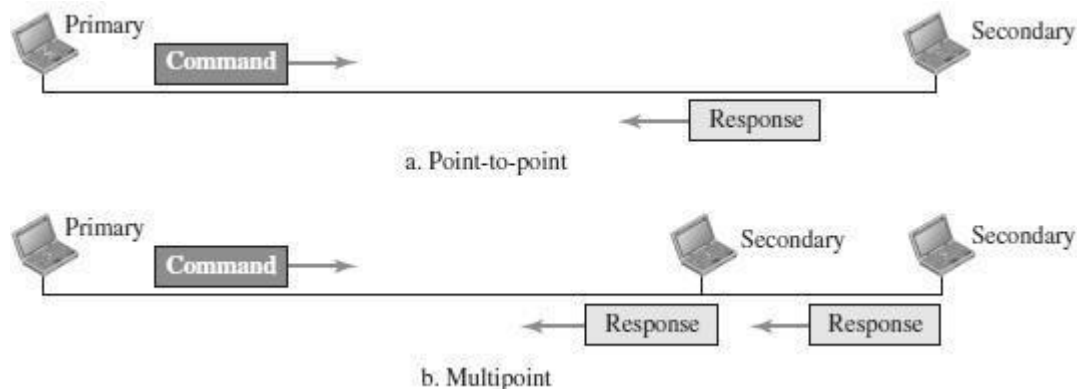 Primary
Secondary
Command
Response
a. Point-to-point
Primary
Secondary
Secondary
Command
Response
Response
b. Multipoint